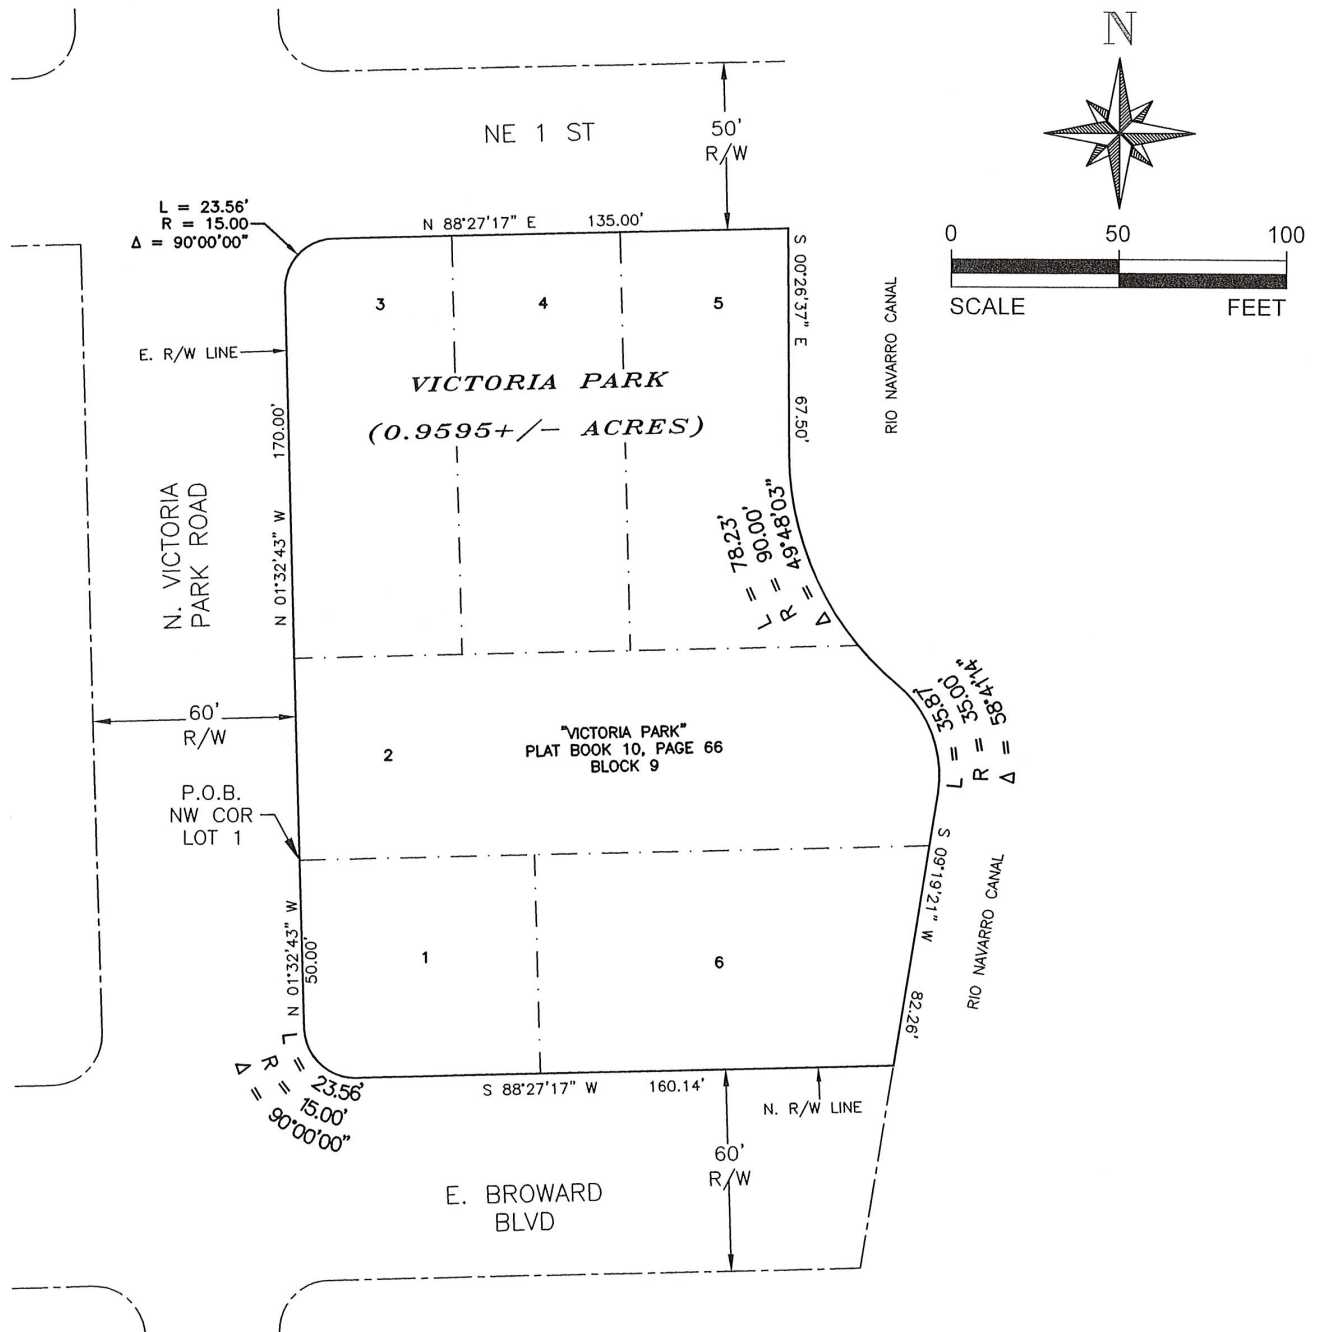 N
NE 1 ST
50'
R/W
L = 23.56'
R = 15.00
Δ = 90°00'00"
N 88°27'17" E 135.00'
0 50 100
SCALE FEET
S 00°26'37" E 67.50'
RIO NAVARRO CANAL
3
4
5
E. R/W LINE
VICTORIA PARK
(0.9595+/- ACRES)
N 01°32'43" W 170.00'
N. VICTORIA
PARK ROAD
L = 78.23'
R = 90.00'
Δ = 49°48'03"
L = 35.87'
R = 35.00'
Δ = 58°41'14"
60'
R/W
2
"VICTORIA PARK"
PLAT BOOK 10, PAGE 66
BLOCK 9
P.O.B.
NW COR
LOT 1
S 09°19'21" W 82.26'
RIO NAVARRO CANAL
N 01°32'43" W
50.00'
1
6
L = 23.56'
R = 15.00'
Δ = 90°00'00"
S 88°27'17" W 160.14'
N. R/W LINE
60'
R/W
E. BROWARD
BLVD